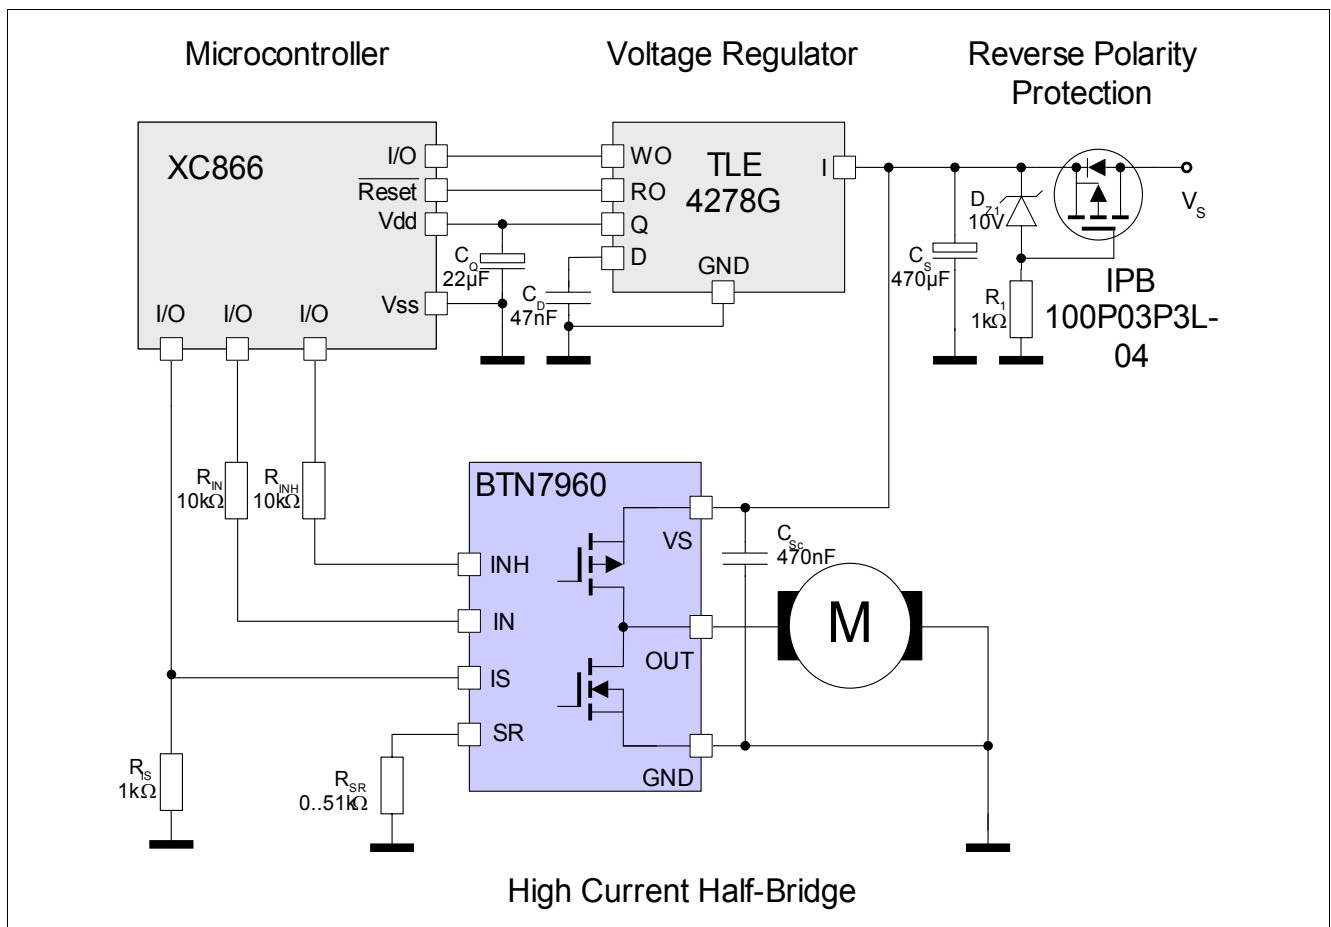 Microcontroller
Voltage Regulator
Reverse Polarity
Protection
XC866
I/O
Reset
Vdd
Vss
I/O
I/O
I/O
TLE
4278G
WO
RO
Q
D
I
GND
C_Q
22µF
C_D
47nF
C_S
470µF
D_Z1
10V
R_1
1kΩ
V_S
IPB
100P03P3L-
04
R_IN
10kΩ
R_INH
10kΩ
BTN7960
INH
IN
IS
SR
VS
OUT
GND
C_Sc
470nF
M
R_IS
1kΩ
R_SR
0..51kΩ
High Current Half-Bridge